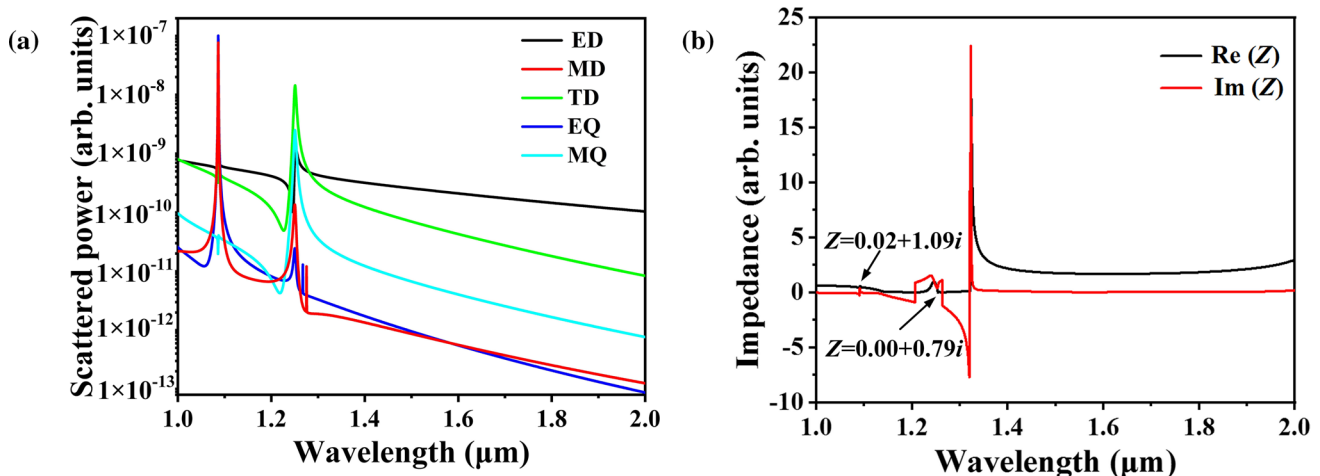 (a)
Scattered power (arb. units)
1×10-7
1×10-8
1×10-9
1×10-10
1×10-11
1×10-12
1×10-13
ED
MD
TD
EQ
MQ
1.0 1.2 1.4 1.6 1.8 2.0
Wavelength (μm)
(b)
Impedance (arb. units)
25
20
15
10
5
0
-5
-10
Re (Z)
Im (Z)
Z=0.02+1.09i
Z=0.00+0.79i
1.0 1.2 1.4 1.6 1.8 2.0
Wavelength (μm)